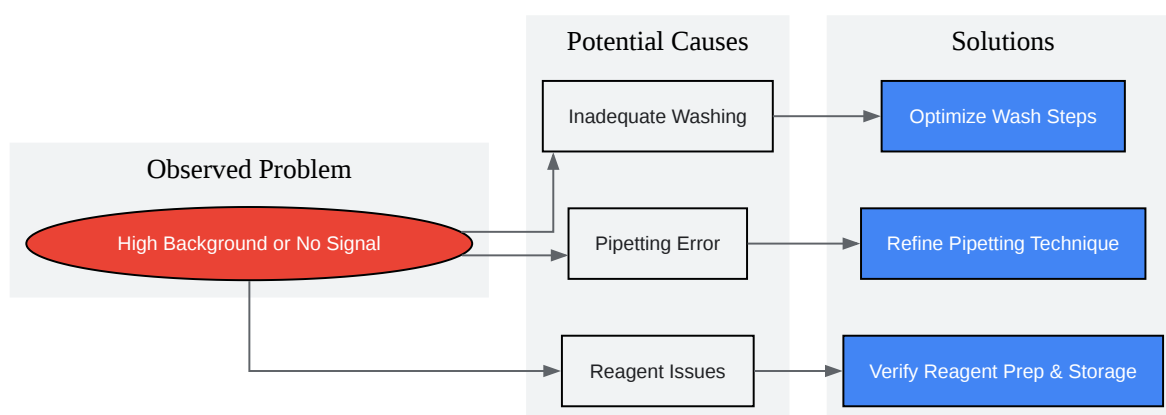 Observed Problem
High Background or No Signal
Potential Causes
Inadequate Washing
Pipetting Error
Reagent Issues
Solutions
Optimize Wash Steps
Refine Pipetting Technique
Verify Reagent Prep & Storage